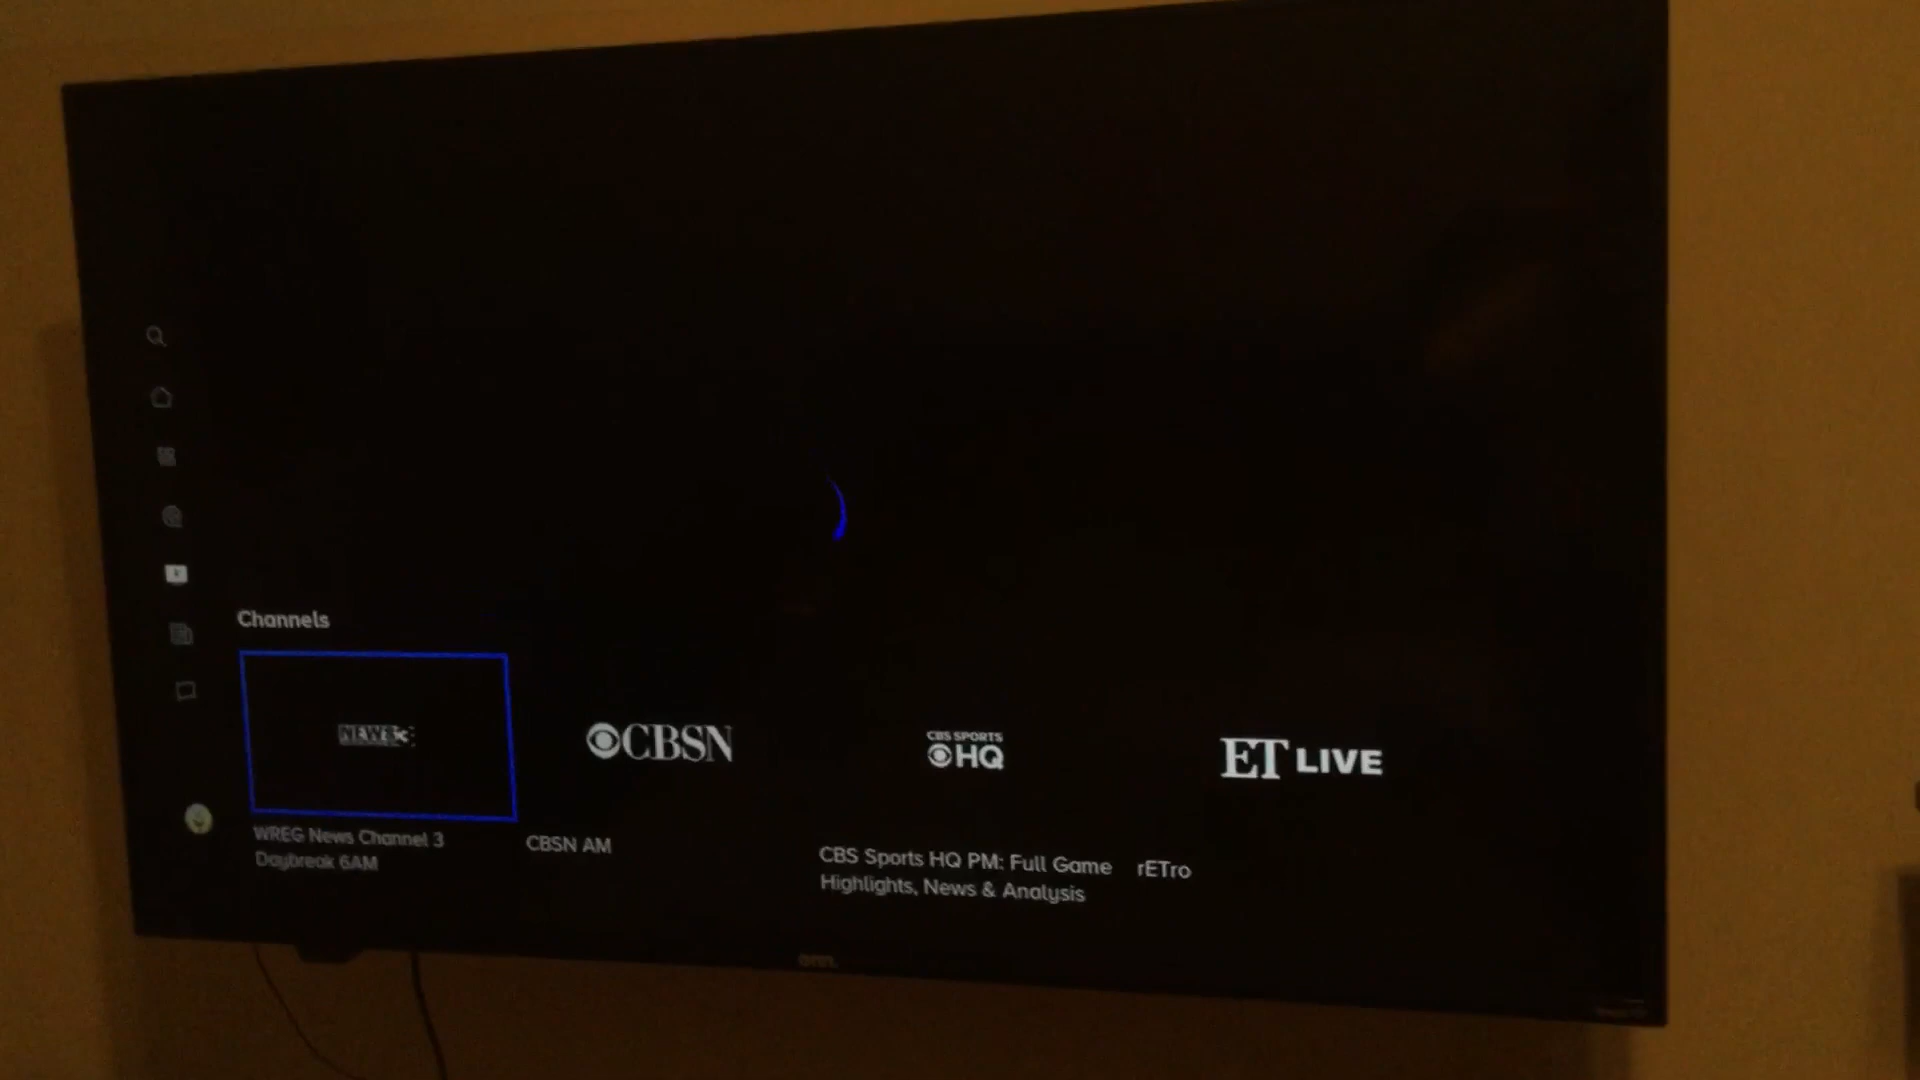 Channels
NEWS 3
CBSN
CBS SPORTS
HQ
ET LIVE
WREG News Channel 3
Daybreak 6AM
CBSN AM
CBS Sports HQ PM: Full Game
Highlights, News & Analysis
rETro